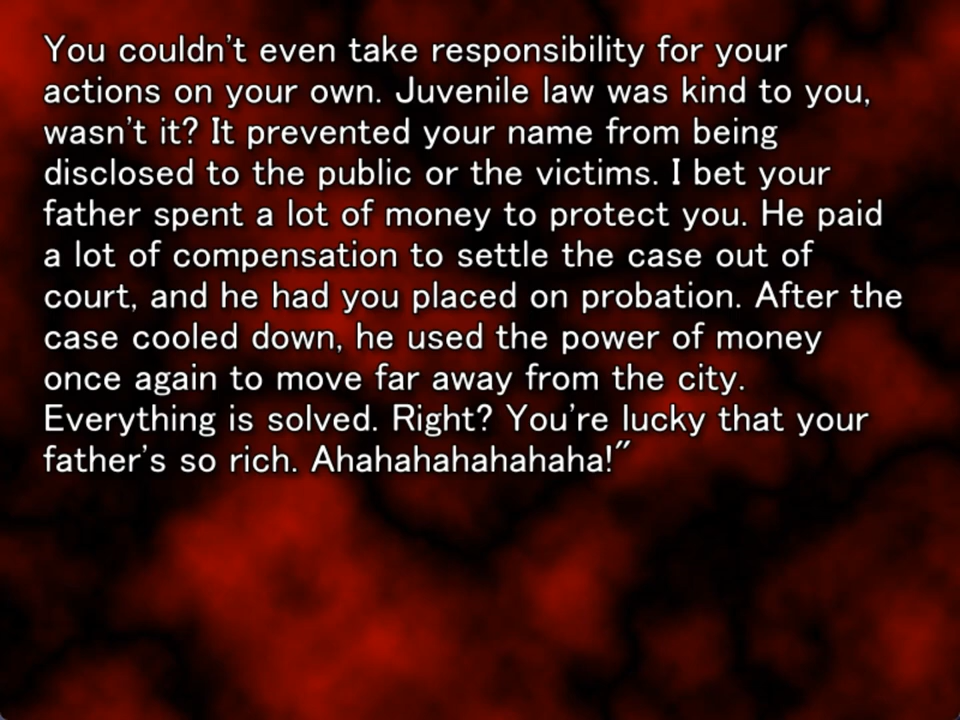 You couldn't even take responsibility for your
actions on your own. Juvenile law was kind to you,
wasn't it? It prevented your name from being
disclosed to the public or the victims. I bet your
father spent a lot of money to protect you. He paid
a lot of compensation to settle the case out of
court, and he had you placed on probation. After the
case cooled down, he used the power of money
once again to move far away from the city.
Everything is solved. Right? You're lucky that your
father's so rich. Ahahahahahahaha!"